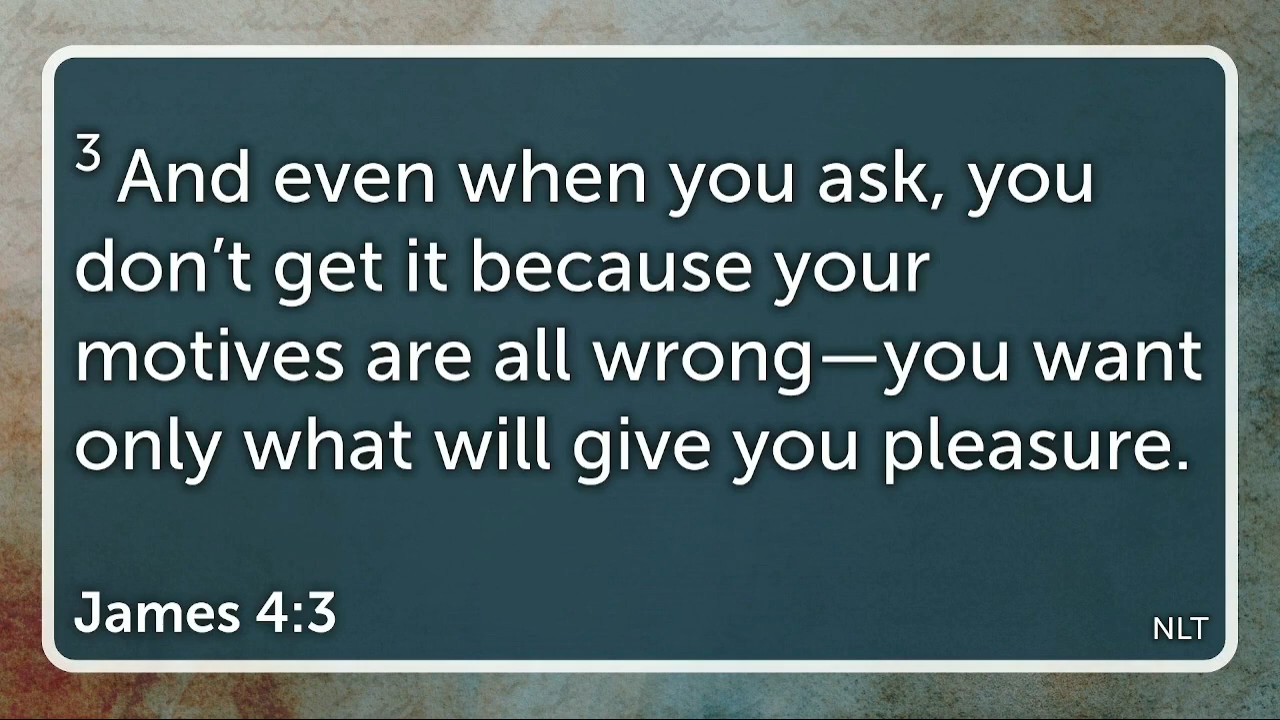 3 And even when you ask, you
don’t get it because your
motives are all wrong—you want
only what will give you pleasure.
James 4:3
NLT